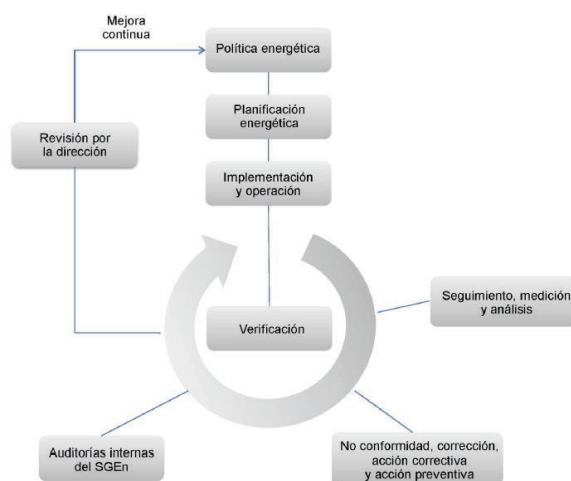 Mejora
continua
Política energética
Planificación
energética
Revisión por
la dirección
Implementación
y operación
Verificación
Seguimiento, medición
y análisis
Auditorías internas
del SGEn
No conformidad, corrección,
acción correctiva
y acción preventiva